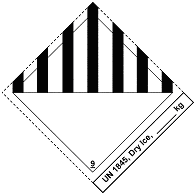 9
UN 1845, Dry Ice, ______ kg